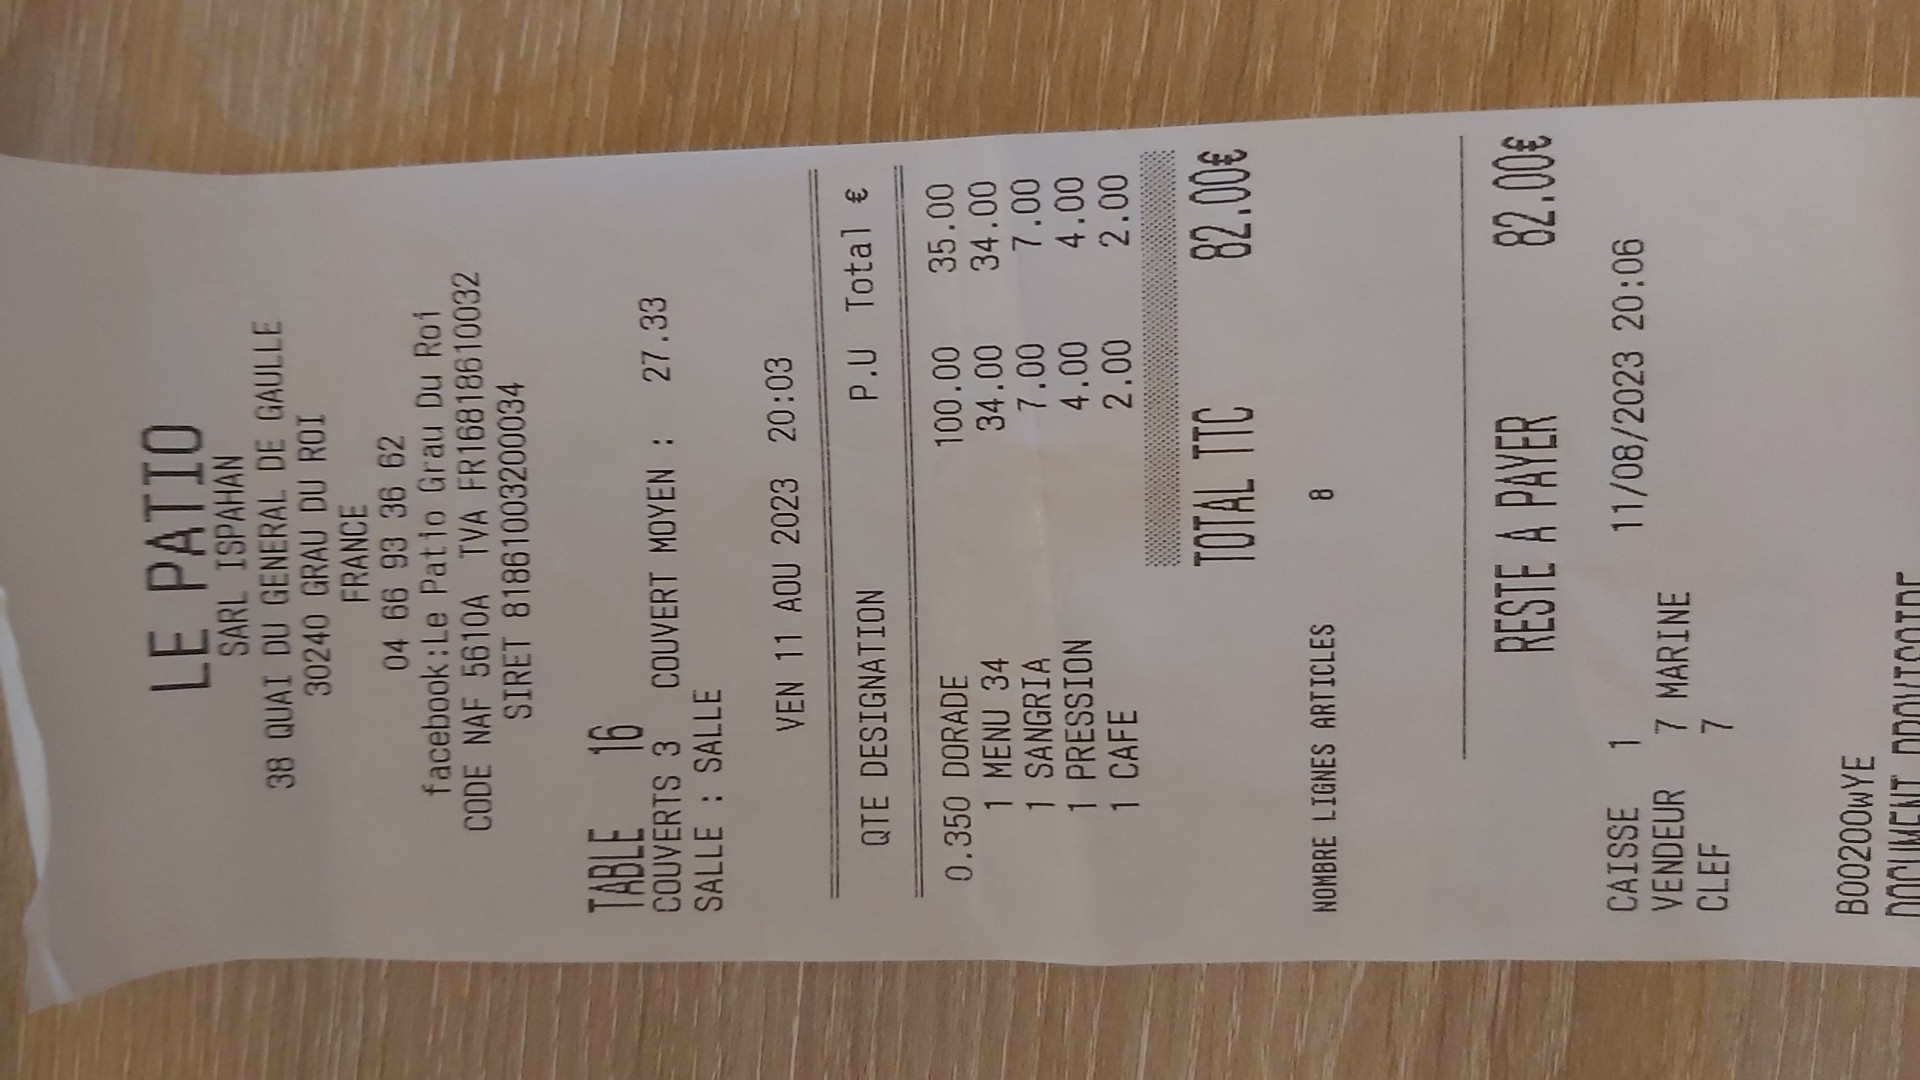 LE PATIO
SARL ISPAHAN
38 QUAI DU GENERAL DE GAULLE
30240 GRAU DU ROI
FRANCE
04 66 93 36 62
facebook:Le Patio Grau Du Roi
CODE NAF 5610A TVA FR16818610032
SIRET 81861003200034
TABLE 16
COUVERTS 3 COUVERT MOYEN : 27.33
SALLE : SALLE
VEN 11 AOU 2023 20:03
QTE DESIGNATION P.U Total €
0.350 DORADE 100.00 35.00
1 MENU 34 34.00 34.00
1 SANGRIA 7.00 7.00
1 PRESSION 4.00 4.00
1 CAFE 2.00 2.00
TOTAL TTC 82.00€
NOMBRE LIGNES ARTICLES 8
RESTE A PAYER 82.00€
CAISSE 1 11/08/2023 20:06
VENDEUR 7 MARINE
CLEF 7
B00200wYE
DOCUMENT PROVISOIRE